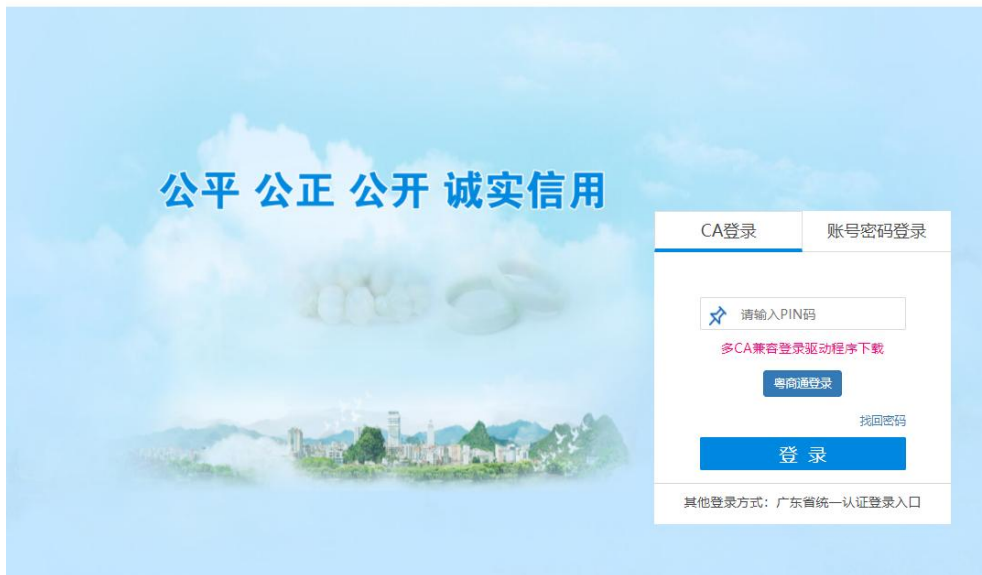 公平 公正 公开 诚实信用
CA登录
账号密码登录
请输入PIN码
多CA兼容登录驱动程序下载
粤商通登录
找回密码
登 录
其他登录方式：广东省统一认证登录入口